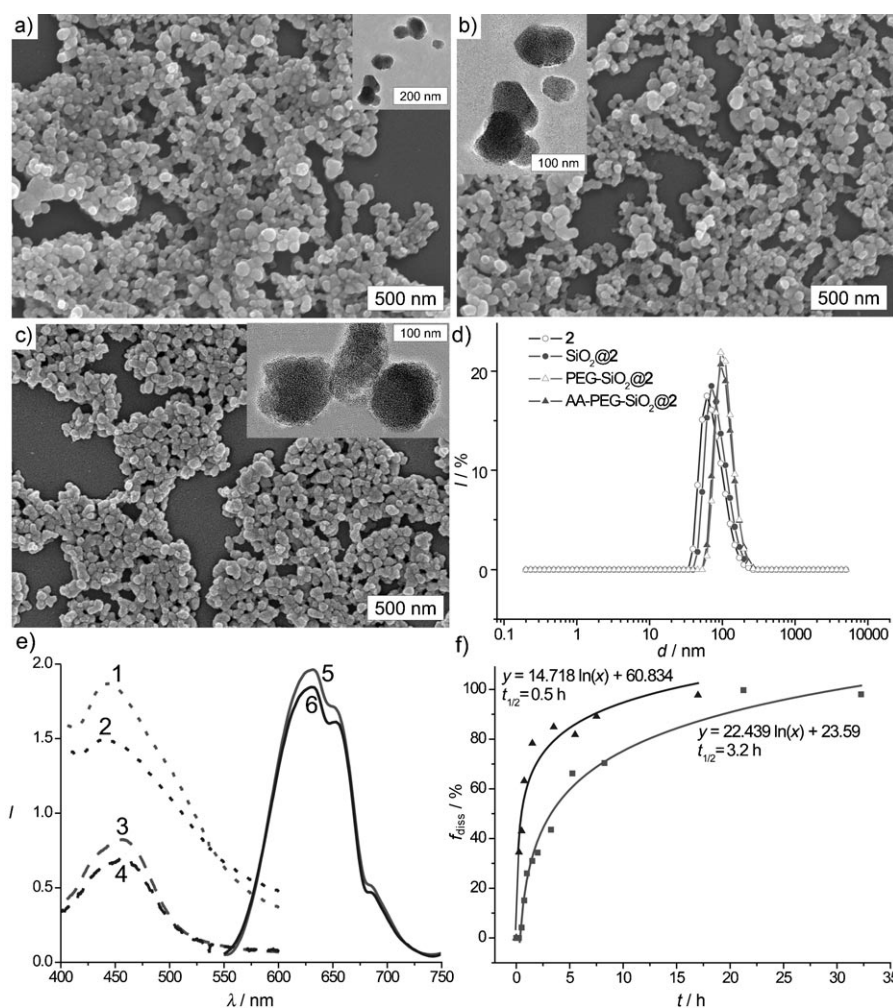 a)
200 nm
500 nm
b)
100 nm
500 nm
c)
100 nm
500 nm
d)
2
SiO₂@2
PEG-SiO₂@2
AA-PEG-SiO₂@2
I / %
20
10
0
0.1 1 10 100 1000 10000
d / nm
e)
I
2.0
1.5
1.0
0.5
0.0
1
2
3
4
5
6
400 450 500 550 600 650 700 750
λ / nm
f)
y = 14.718 ln(x) + 60.834
t1/2 = 0.5 h
y = 22.439 ln(x) + 23.59
t1/2 = 3.2 h
fdiss / %
100
80
60
40
20
0
0 5 10 15 20 25 30 35
t / h